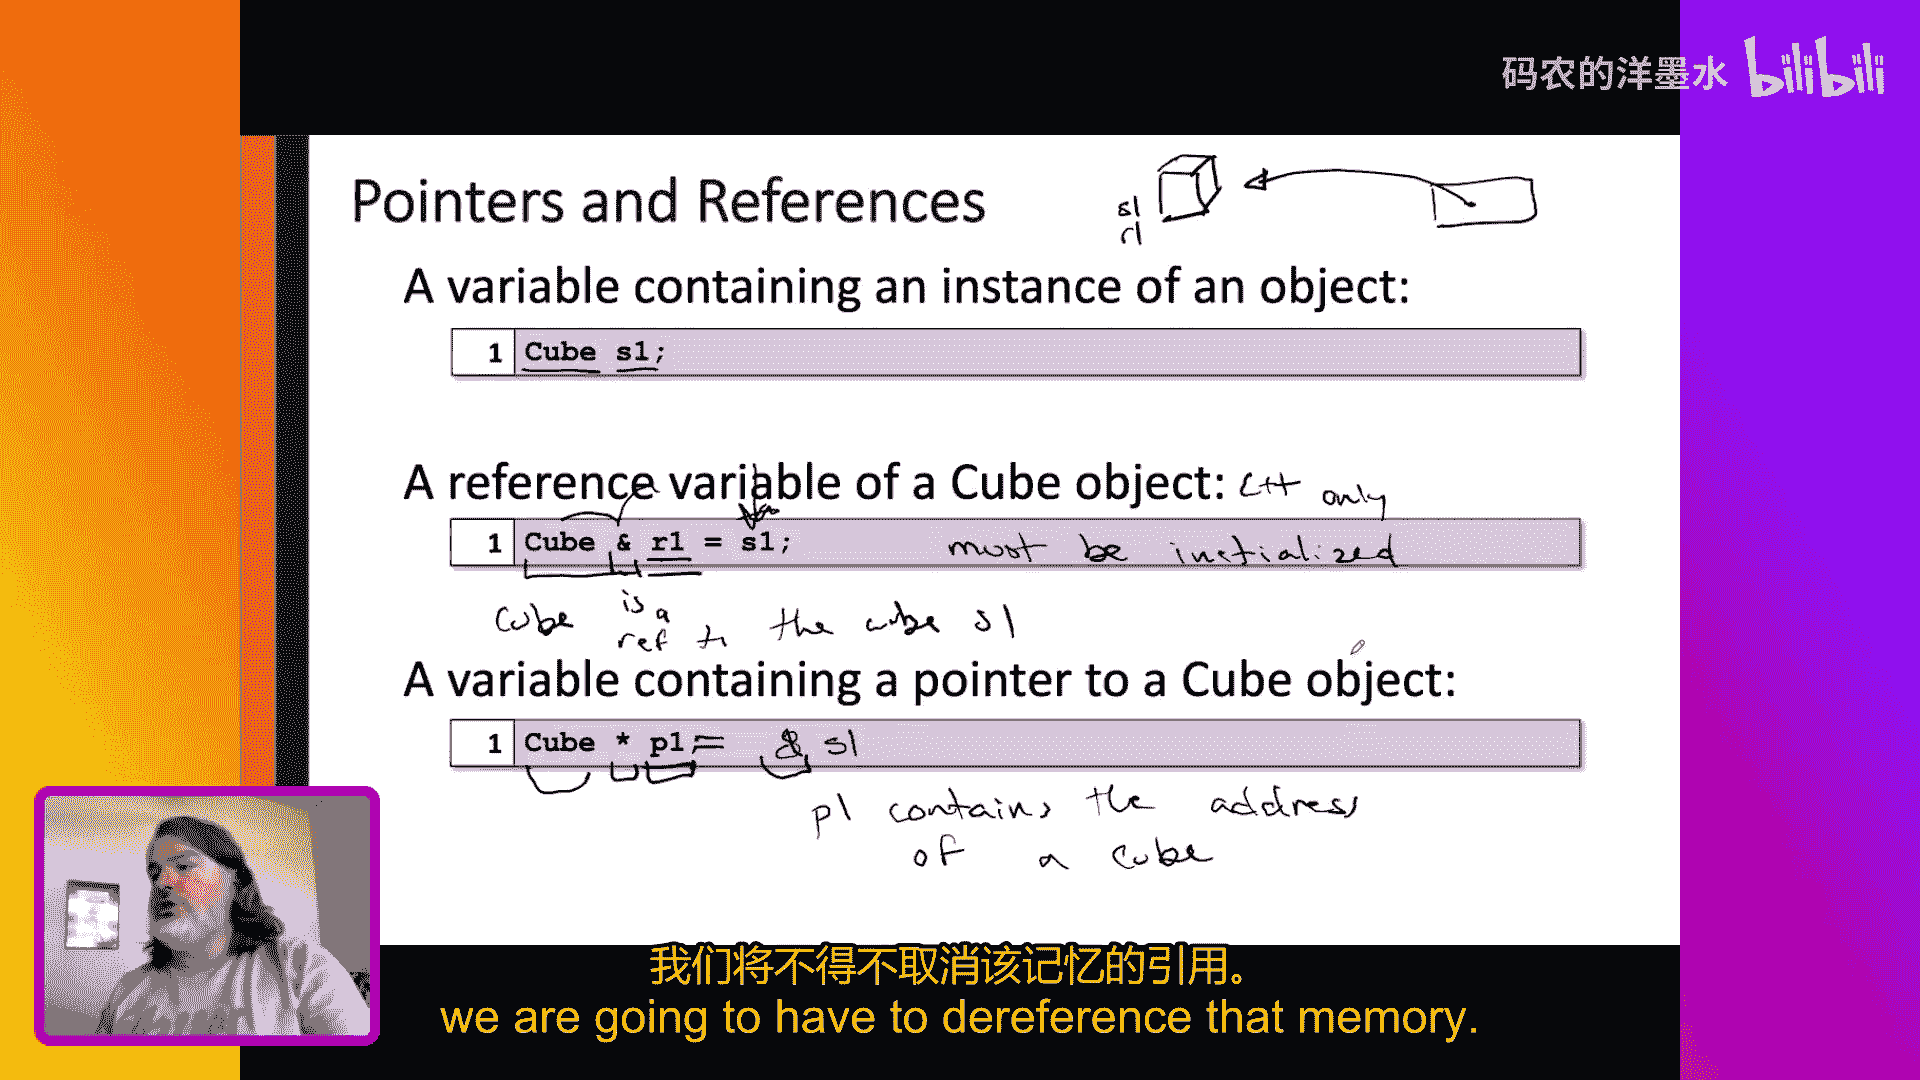 码农的洋墨水 bilibili
Pointers and References
s1
r1
A variable containing an instance of an object:
1 Cube s1;
A reference variable of a Cube object: C++ only
1 Cube & r1 = s1; must be initialized
Cube is a ref to the cube s1
A variable containing a pointer to a Cube object:
1 Cube * p1; = & s1
p1 contains the address
of a cube
我们将不得不取消该记忆的引用。
we are going to have to dereference that memory.